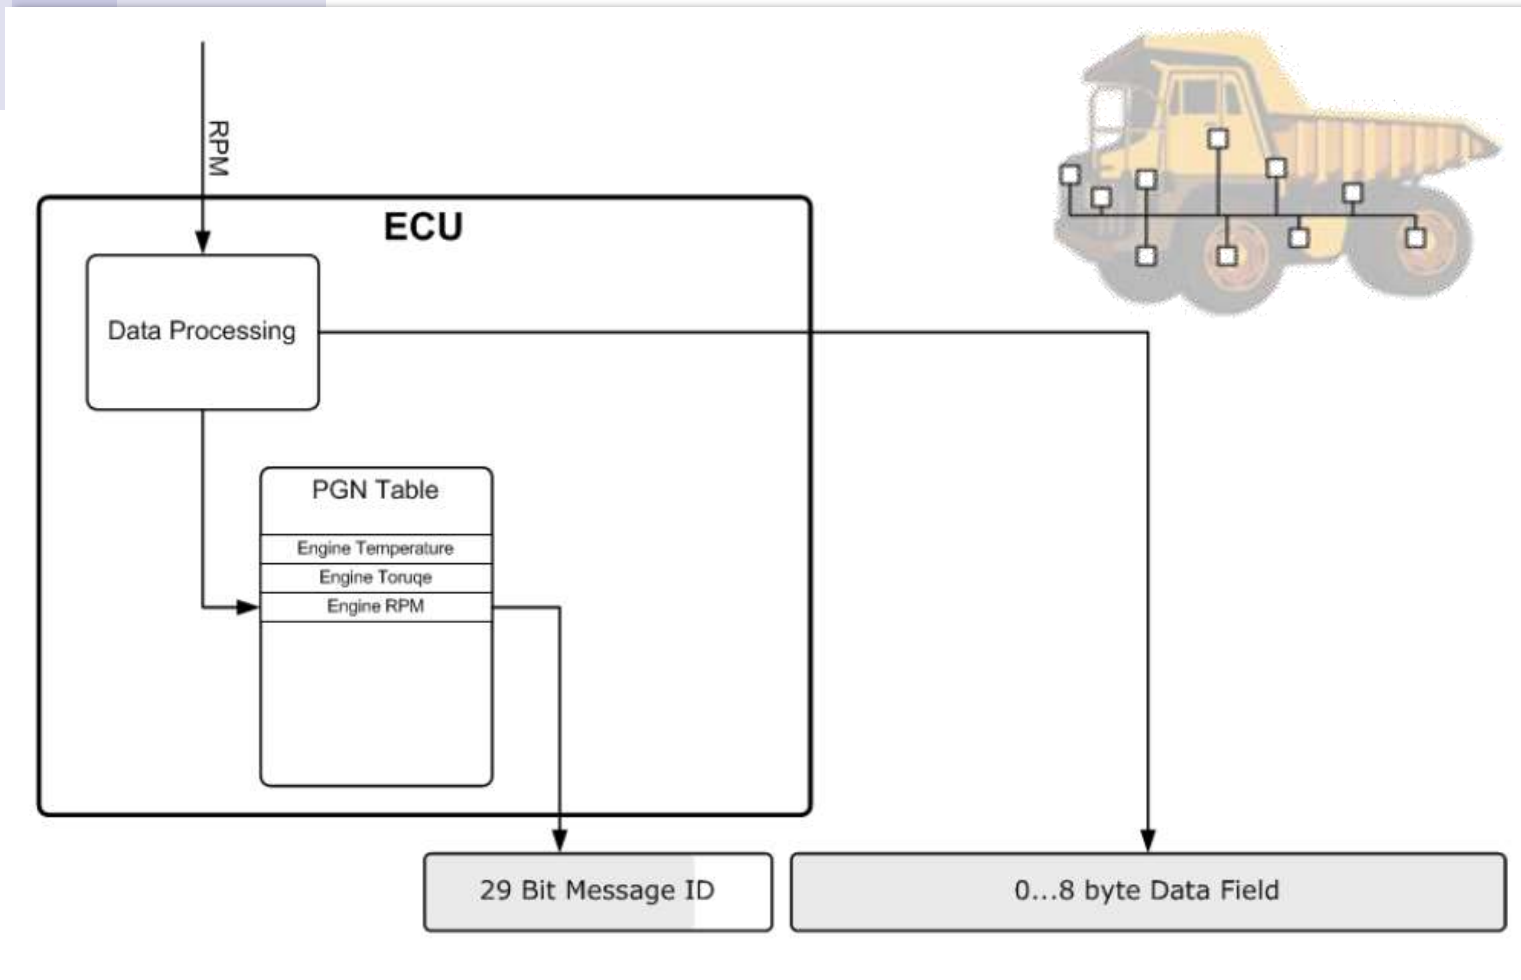 RPM
ECU
Data Processing
PGN Table
Engine Temperature
Engine Toruqe
Engine RPM
29 Bit Message ID
0...8 byte Data Field